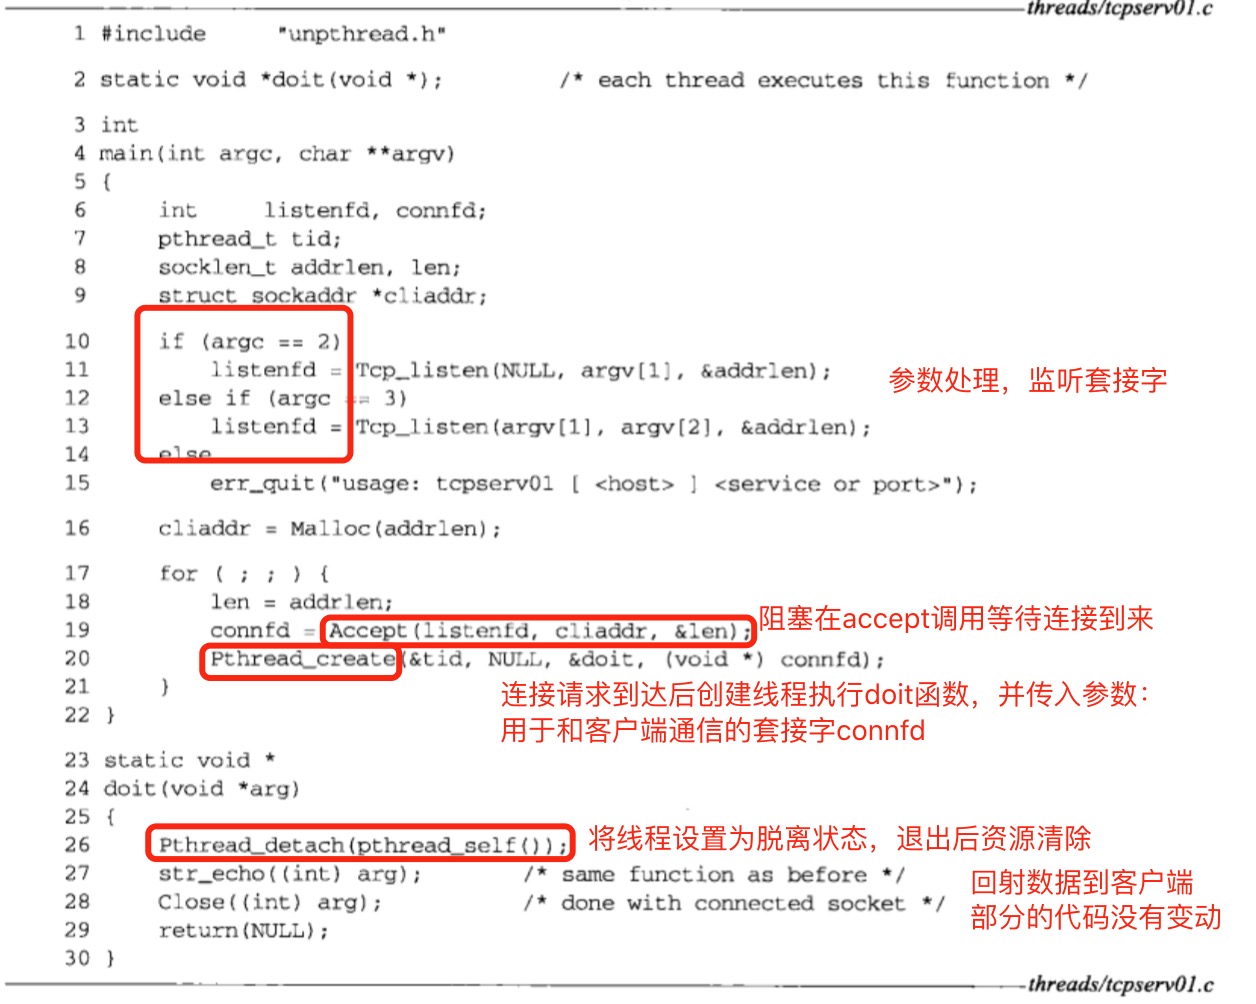 threads/tcpserv01.c
1 #include "unpthread.h"
2 static void *doit(void *); /* each thread executes this function */
3 int
4 main(int argc, char **argv)
5 {
6 int listenfd, connfd;
7 pthread_t tid;
8 socklen_t addrlen, len;
9 struct sockaddr *cliaddr;
10 if (argc == 2)
11 listenfd = Tcp_listen(NULL, argv[1], &addrlen);
参数处理，监听套接字
12 else if (argc == 3)
13 listenfd = Tcp_listen(argv[1], argv[2], &addrlen);
14 else
15 err_quit("usage: tcpserv01 [ <host> ] <service or port>");
16 cliaddr = Malloc(addrlen);
17 for ( ; ; ) {
18 len = addrlen;
19 connfd = Accept(listenfd, cliaddr, &len);
阻塞在accept调用等待连接到来
20 Pthread_create(&tid, NULL, &doit, (void *) connfd);
21 }
连接请求到达后创建线程执行doit函数，并传入参数：
用于和客户端通信的套接字connfd
22 }
23 static void *
24 doit(void *arg)
25 {
26 Pthread_detach(pthread_self());
将线程设置为脱离状态，退出后资源清除
27 str_echo((int) arg); /* same function as before */
28 Close((int) arg); /* done with connected socket */
回射数据到客户端
部分的代码没有变动
29 return(NULL);
30 }
threads/tcpserv01.c